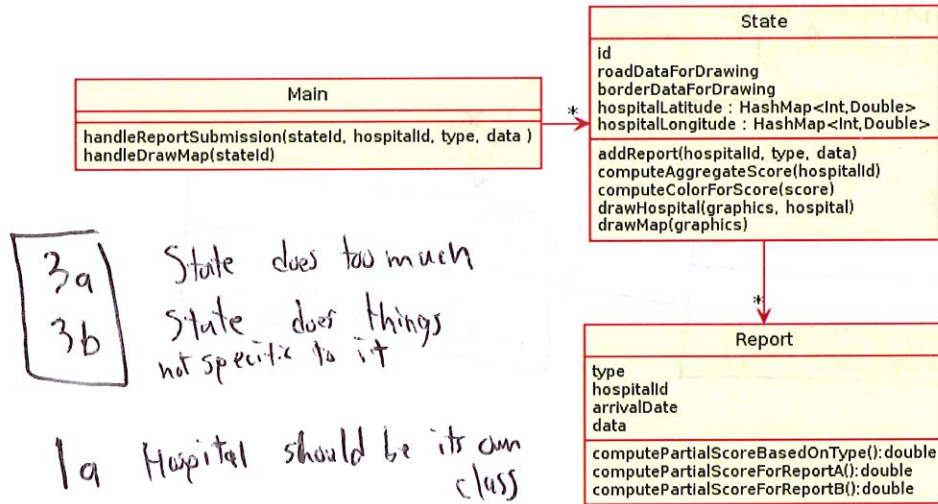 State
id
roadDataForDrawing
borderDataForDrawing
hospitalLatitude : HashMap<Int,Double>
hospitalLongitude : HashMap<Int,Double>
addReport(hospitalId, type, data)
computeAggregateScore(hospitalId)
computeColorForScore(score)
drawHospital(graphics, hospital)
drawMap(graphics)
Main
handleReportSubmission(stateId, hospitalId, type, data )
handleDrawMap(stateId)
*
*
Report
type
hospitalId
arrivalDate
data
computePartialScoreBasedOnType():double
computePartialScoreForReportA():double
computePartialScoreForReportB():double
3a State does too much
3b State does things
not specific to it
1a Hospital should be its own
class